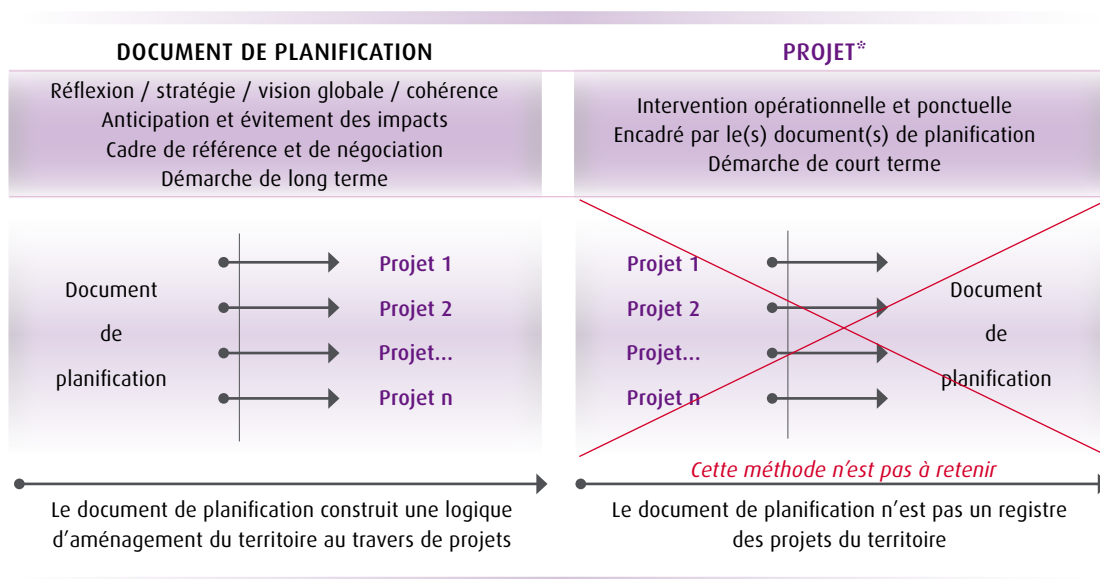 DOCUMENT DE PLANIFICATION
Réflexion / stratégie / vision globale / cohérence
Anticipation et évitement des impacts
Cadre de référence et de négociation
Démarche de long terme
Document
de
planification
Projet 1
Projet 2
Projet...
Projet n
Le document de planification construit une logique
d’aménagement du territoire au travers de projets
PROJET*
Intervention opérationnelle et ponctuelle
Encadré par le(s) document(s) de planification
Démarche de court terme
Projet 1
Projet 2
Projet...
Projet n
Document
de
planification
Cette méthode n’est pas à retenir
Le document de planification n’est pas un registre
des projets du territoire